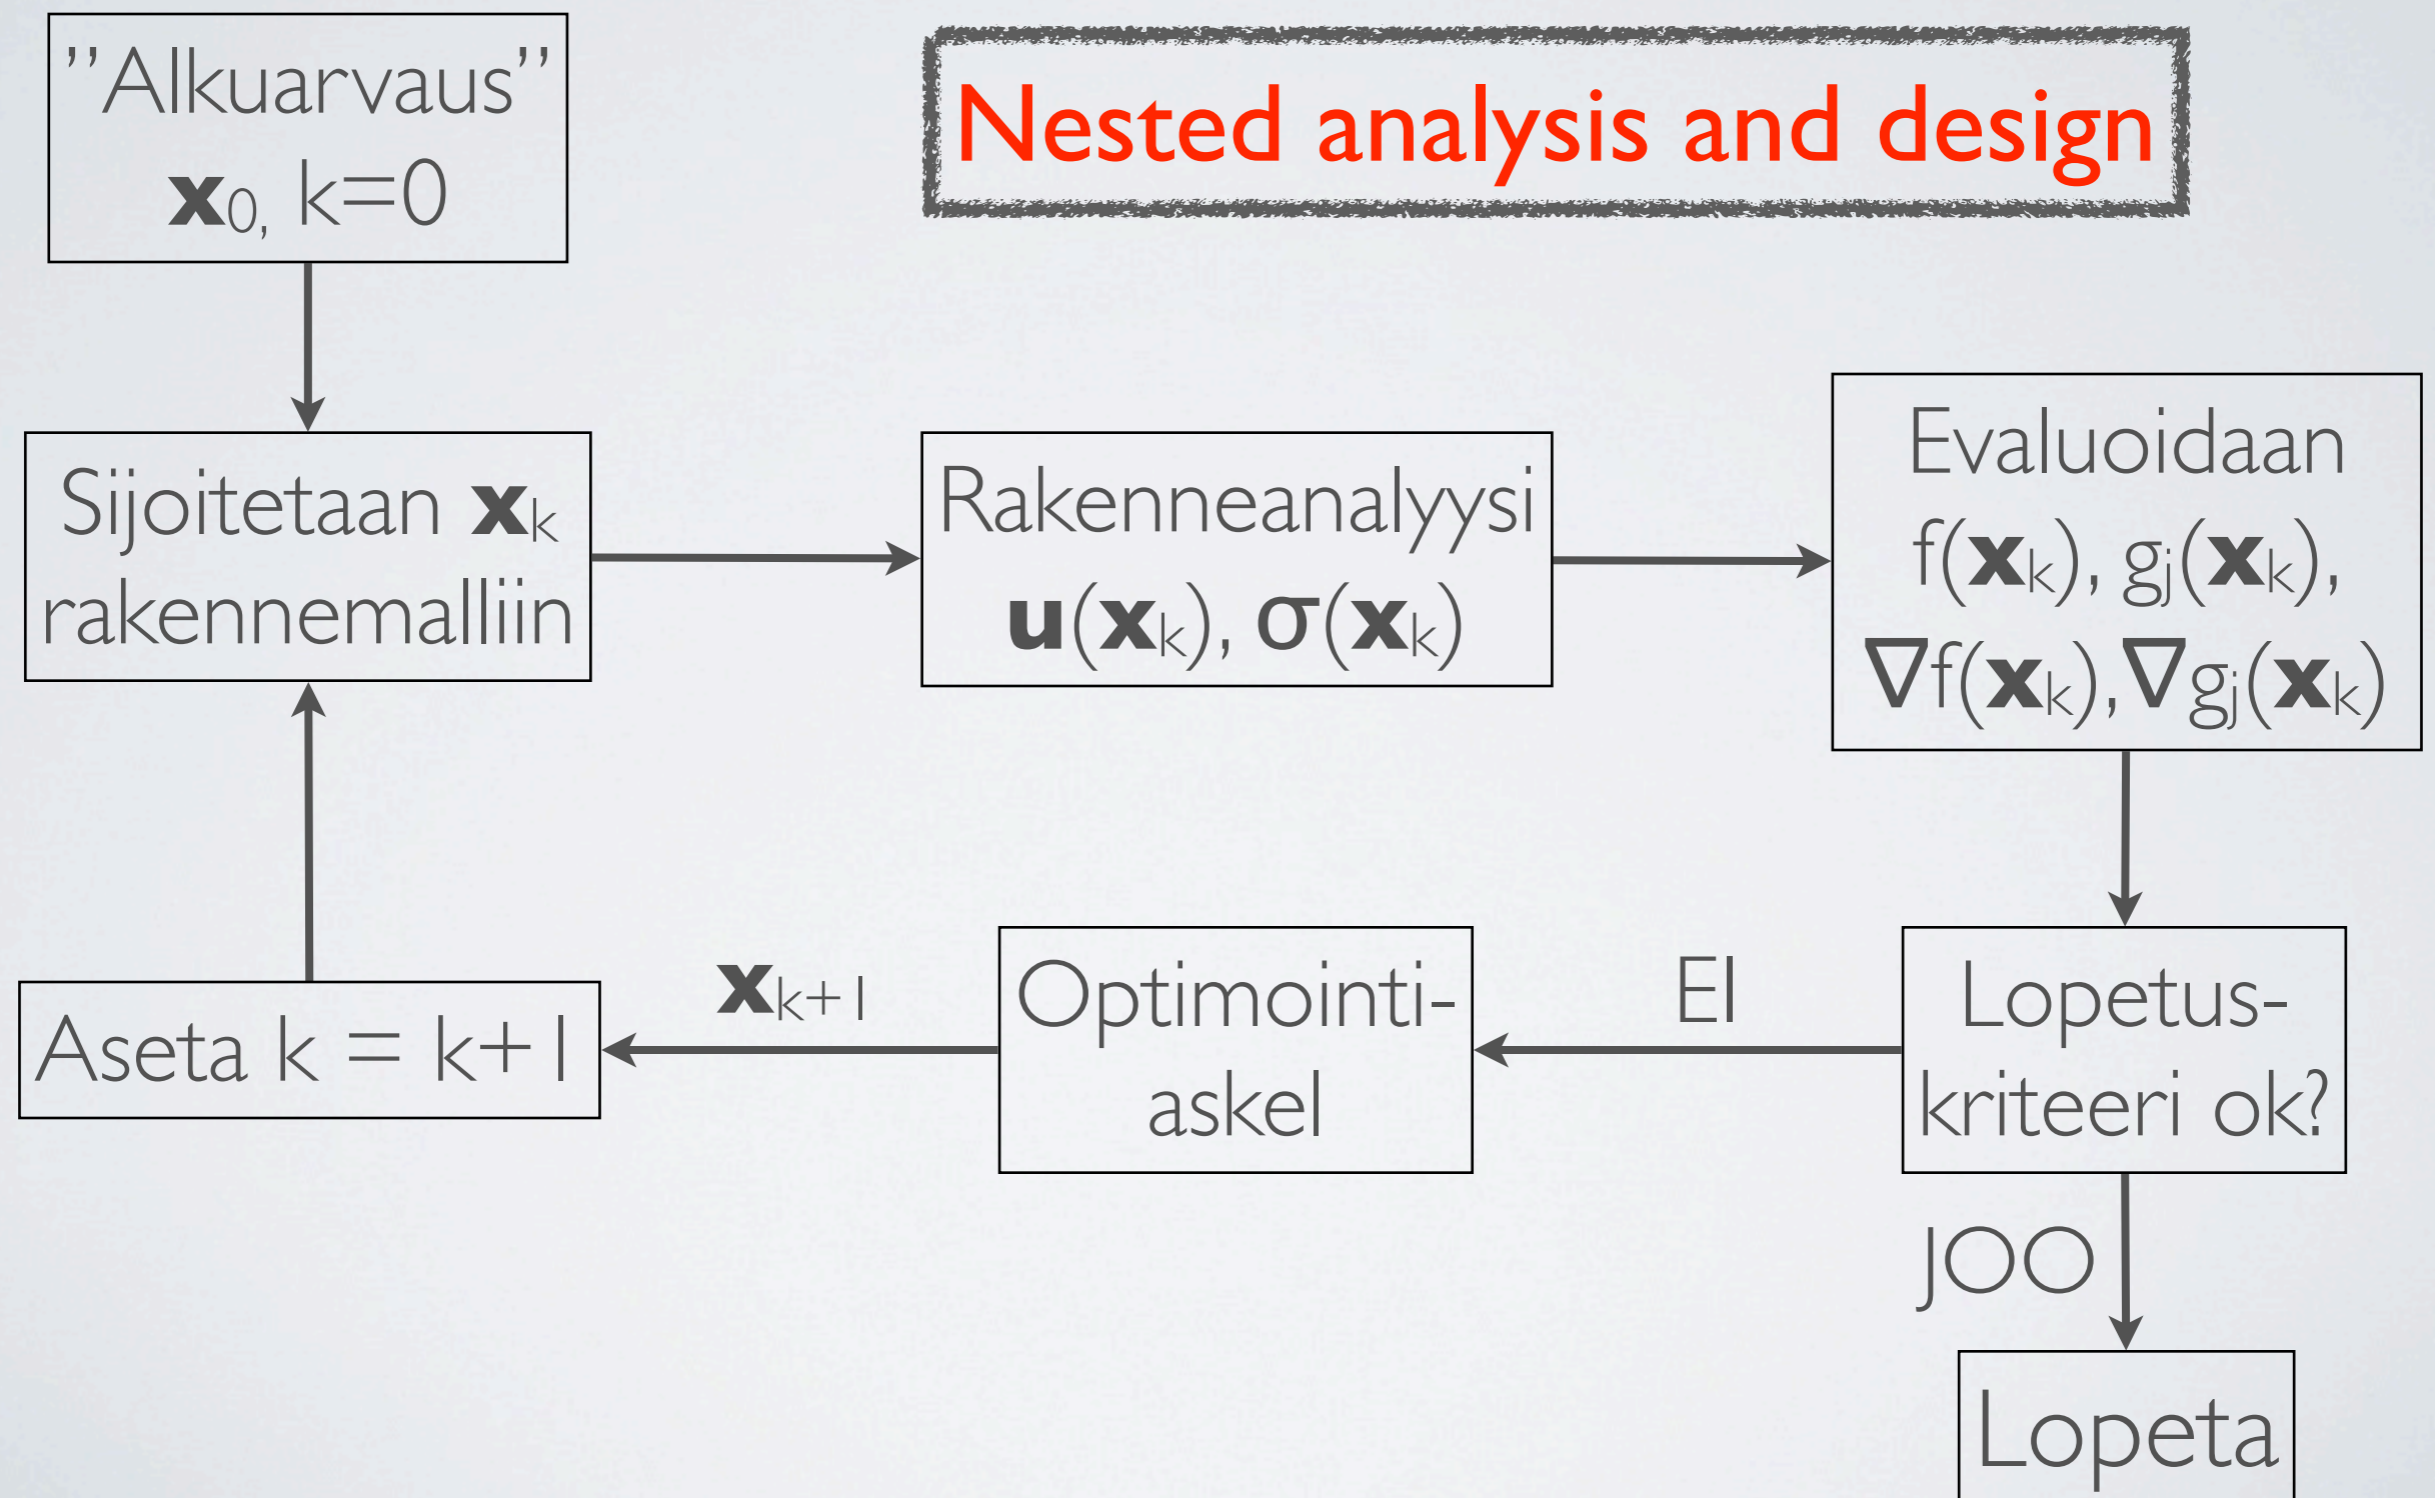 ”Alkuarvaus”
x0, k=0
Nested analysis and design
Sijoitetaan xk
rakennemalliin
Rakenneanalyysi
u(xk), σ(xk)
Evaluoidaan
f(xk), gj(xk),
∇f(xk),∇gj(xk)
Aseta k = k+1
xk+1
Optimointi-
askel
EI
Lopetus-
kriteeri ok?
JOO
Lopeta